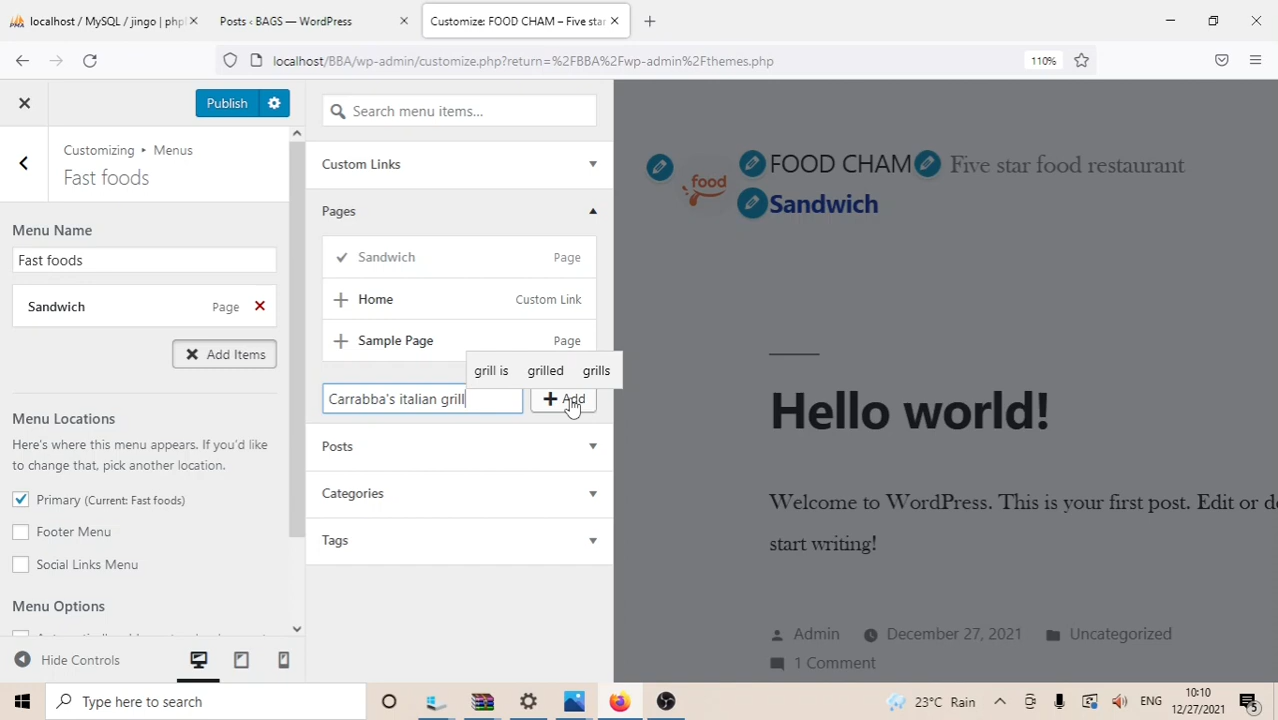 localhost / MySQL / jingo | php
Posts ‹ BAGS — WordPress
Customize: FOOD CHAM – Five star
localhost/BBA/wp-admin/customize.php?return=%2FBBA%2Fwp-admin%2Fthemes.php
110%
Publish
Customizing ▸ Menus
Fast foods
Menu Name
Fast foods
Sandwich Page
Add Items
Menu Locations
Here's where this menu appears. If you'd like
to change that, pick another location.
Primary (Current: Fast foods)
Footer Menu
Social Links Menu
Menu Options
Hide Controls
Search menu items...
Custom Links
Pages
Sandwich Page
Home Custom Link
Sample Page Page
grill is grilled grills
Carrabba's italian grill
Add
Posts
Categories
Tags
food
FOOD CHAM Five star food restaurant
Sandwich
Hello world!
Welcome to WordPress. This is your first post. Edit or de
start writing!
Admin December 27, 2021 Uncategorized
1 Comment
Type here to search
23°C Rain
ENG
10:10
12/27/2021
5